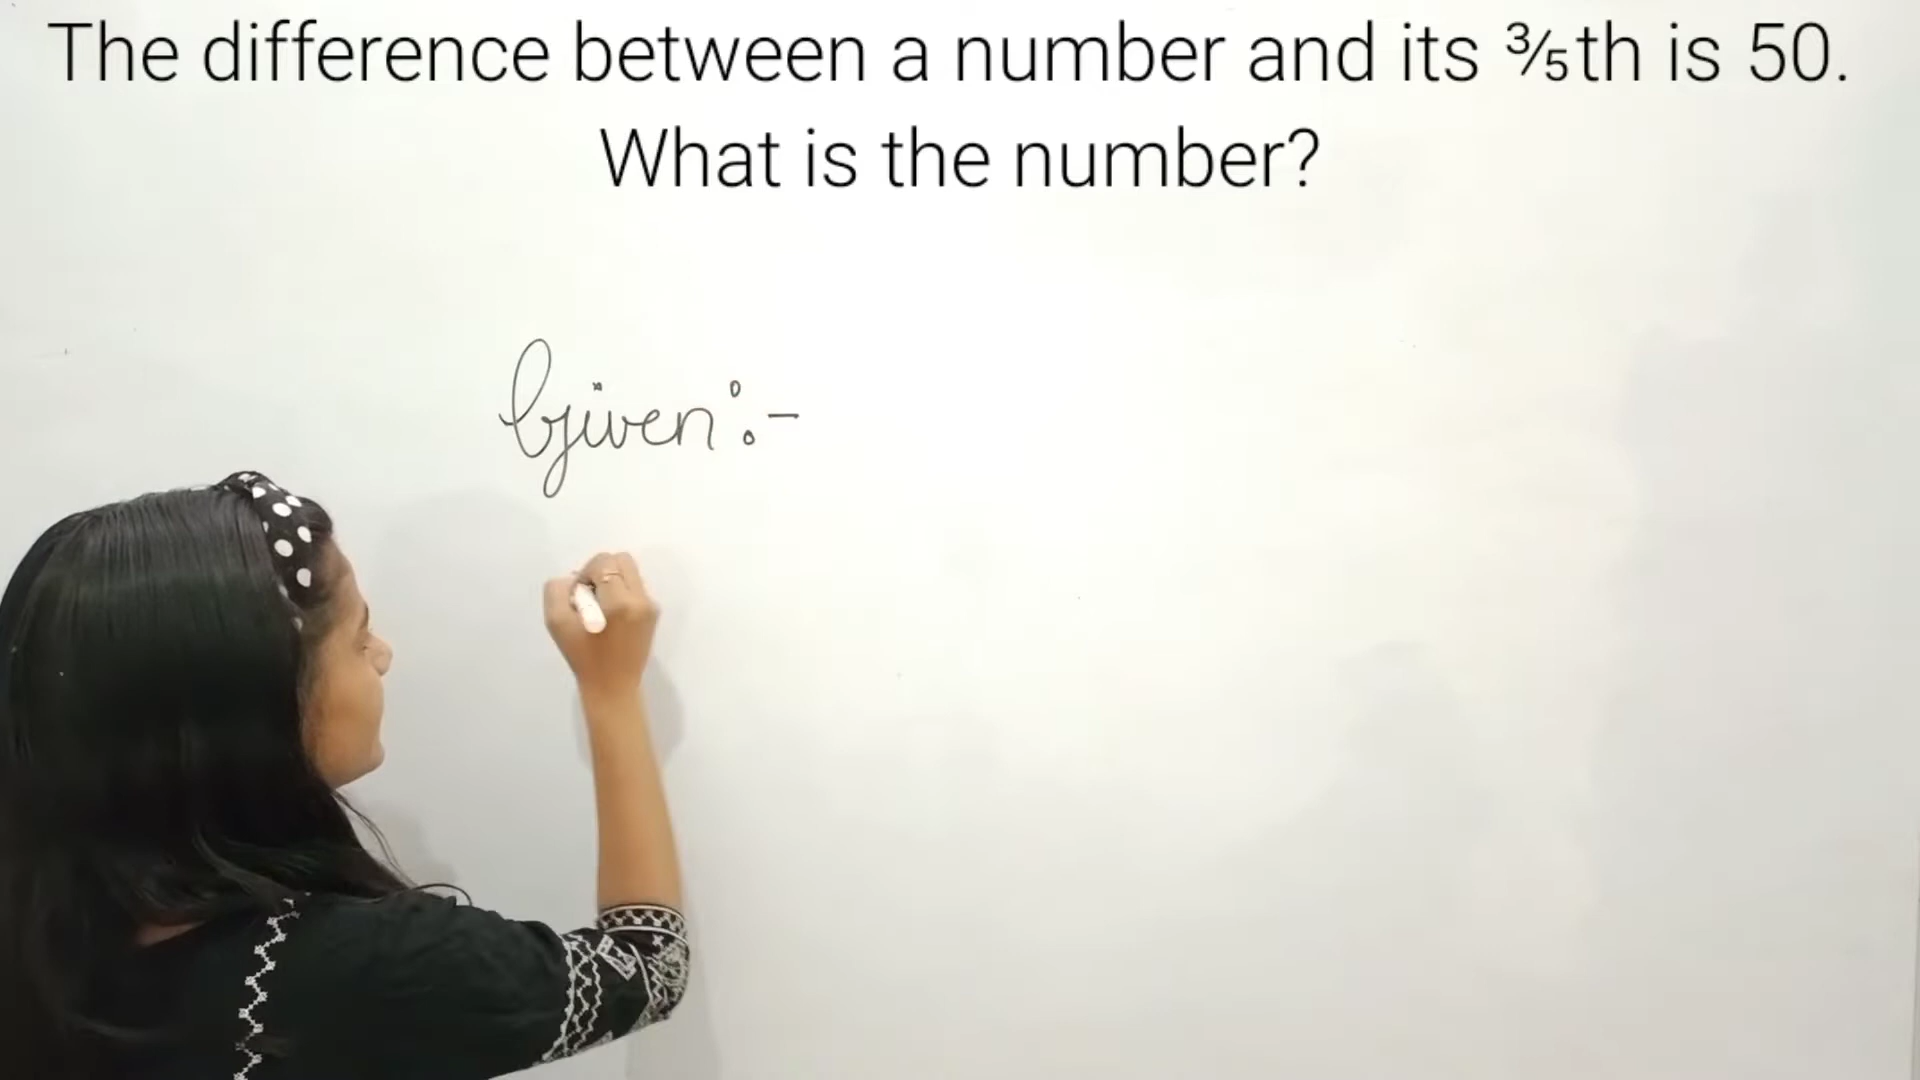 The difference between a number and its ⅗th is 50.
What is the number?
Given :-